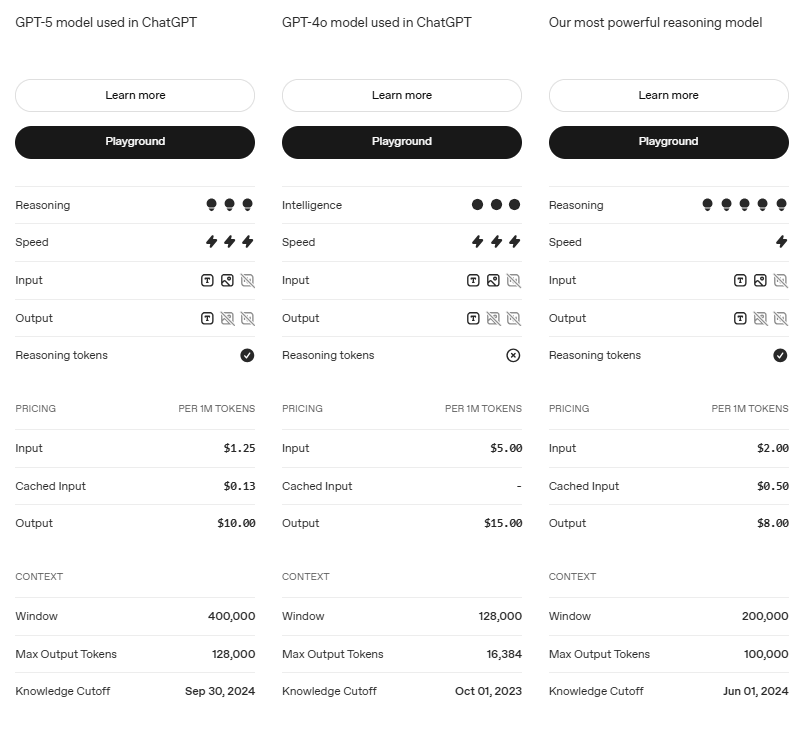 GPT-5 model used in ChatGPT GPT-4o model used in ChatGPT Our most powerful reasoning model
Learn more Learn more Learn more
Playground Playground Playground
Reasoning Intelligence Reasoning
Speed Speed Speed
Input Input Input
Output Output Output
Reasoning tokens Reasoning tokens Reasoning tokens
PRICING PER 1M TOKENS PRICING PER 1M TOKENS PRICING PER 1M TOKENS
Input $1.25 Input $5.00 Input $2.00
Cached Input $0.13 Cached Input - Cached Input $0.50
Output $10.00 Output $15.00 Output $8.00
CONTEXT CONTEXT CONTEXT
Window 400,000 Window 128,000 Window 200,000
Max Output Tokens 128,000 Max Output Tokens 16,384 Max Output Tokens 100,000
Knowledge Cutoff Sep 30, 2024 Knowledge Cutoff Oct 01, 2023 Knowledge Cutoff Jun 01, 2024